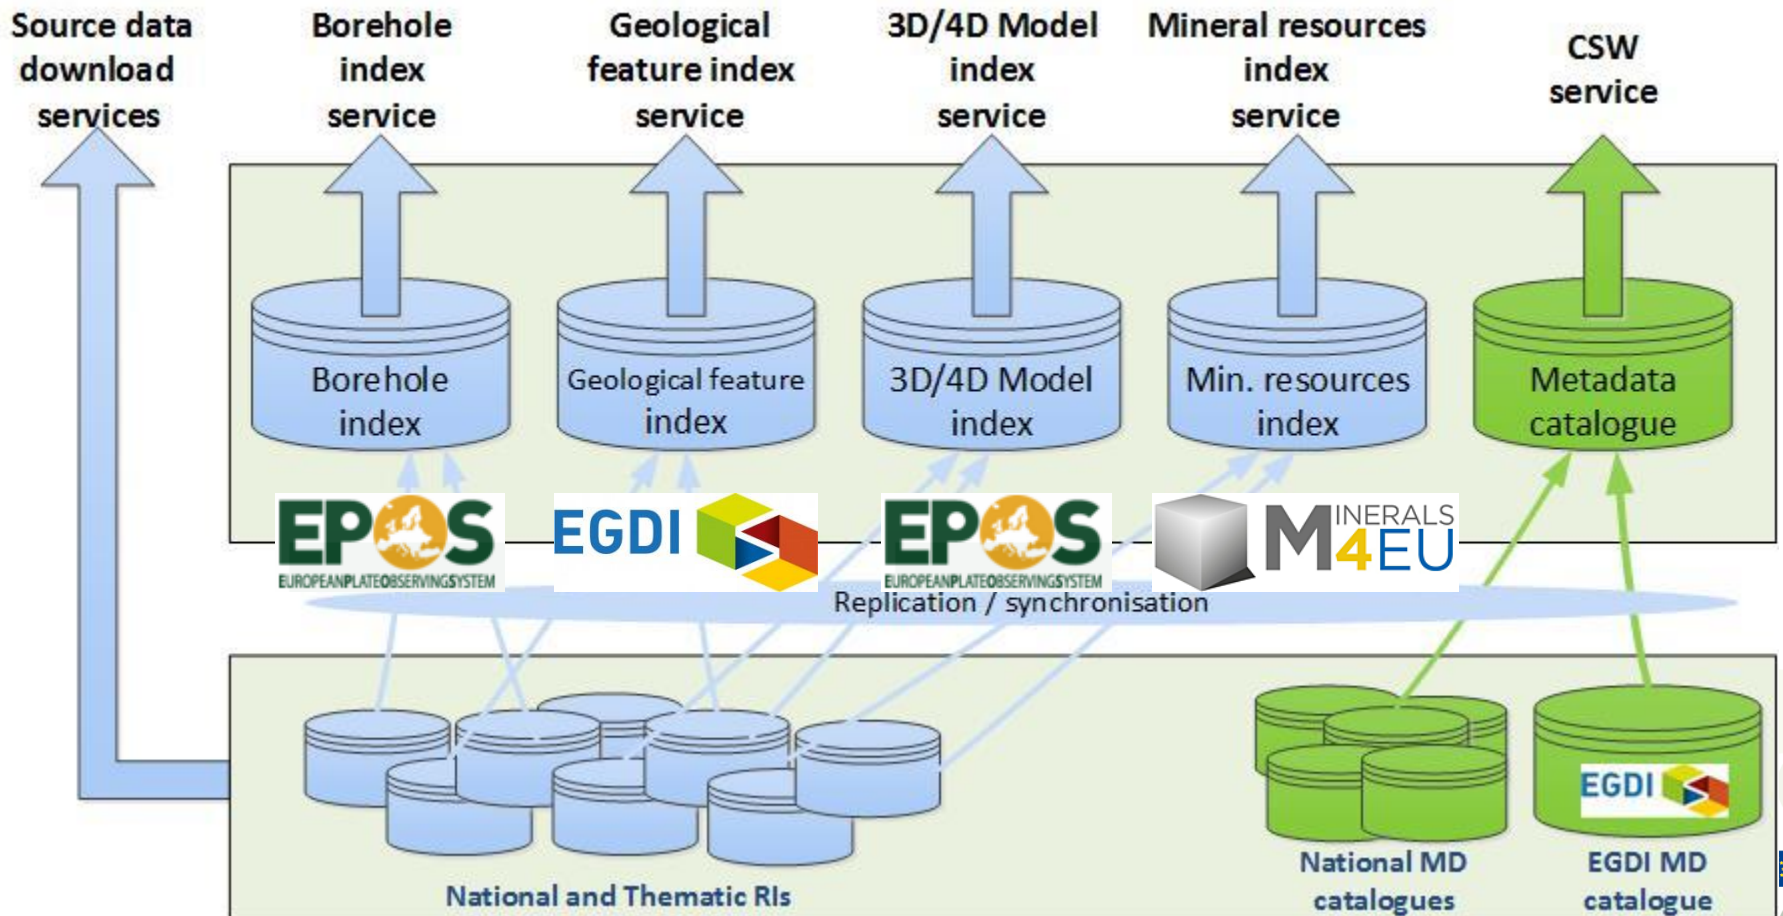 Source data
download
services
Borehole
index
service
Geological
feature index
service
3D/4D Model
index
service
Mineral resources
index
service
CSW
service
Borehole
index
Geological feature
index
3D/4D Model
index
Min. resources
index
Metadata
catalogue
EPOS
EUROPEANPLATEOBSERVINGSYSTEM
EGDI
EPOS
EUROPEANPLATEOBSERVINGSYSTEM
MINERALS
4EU
Replication / synchronisation
EGDI
National and Thematic RIs
National MD
catalogues
EGDI MD
catalogue